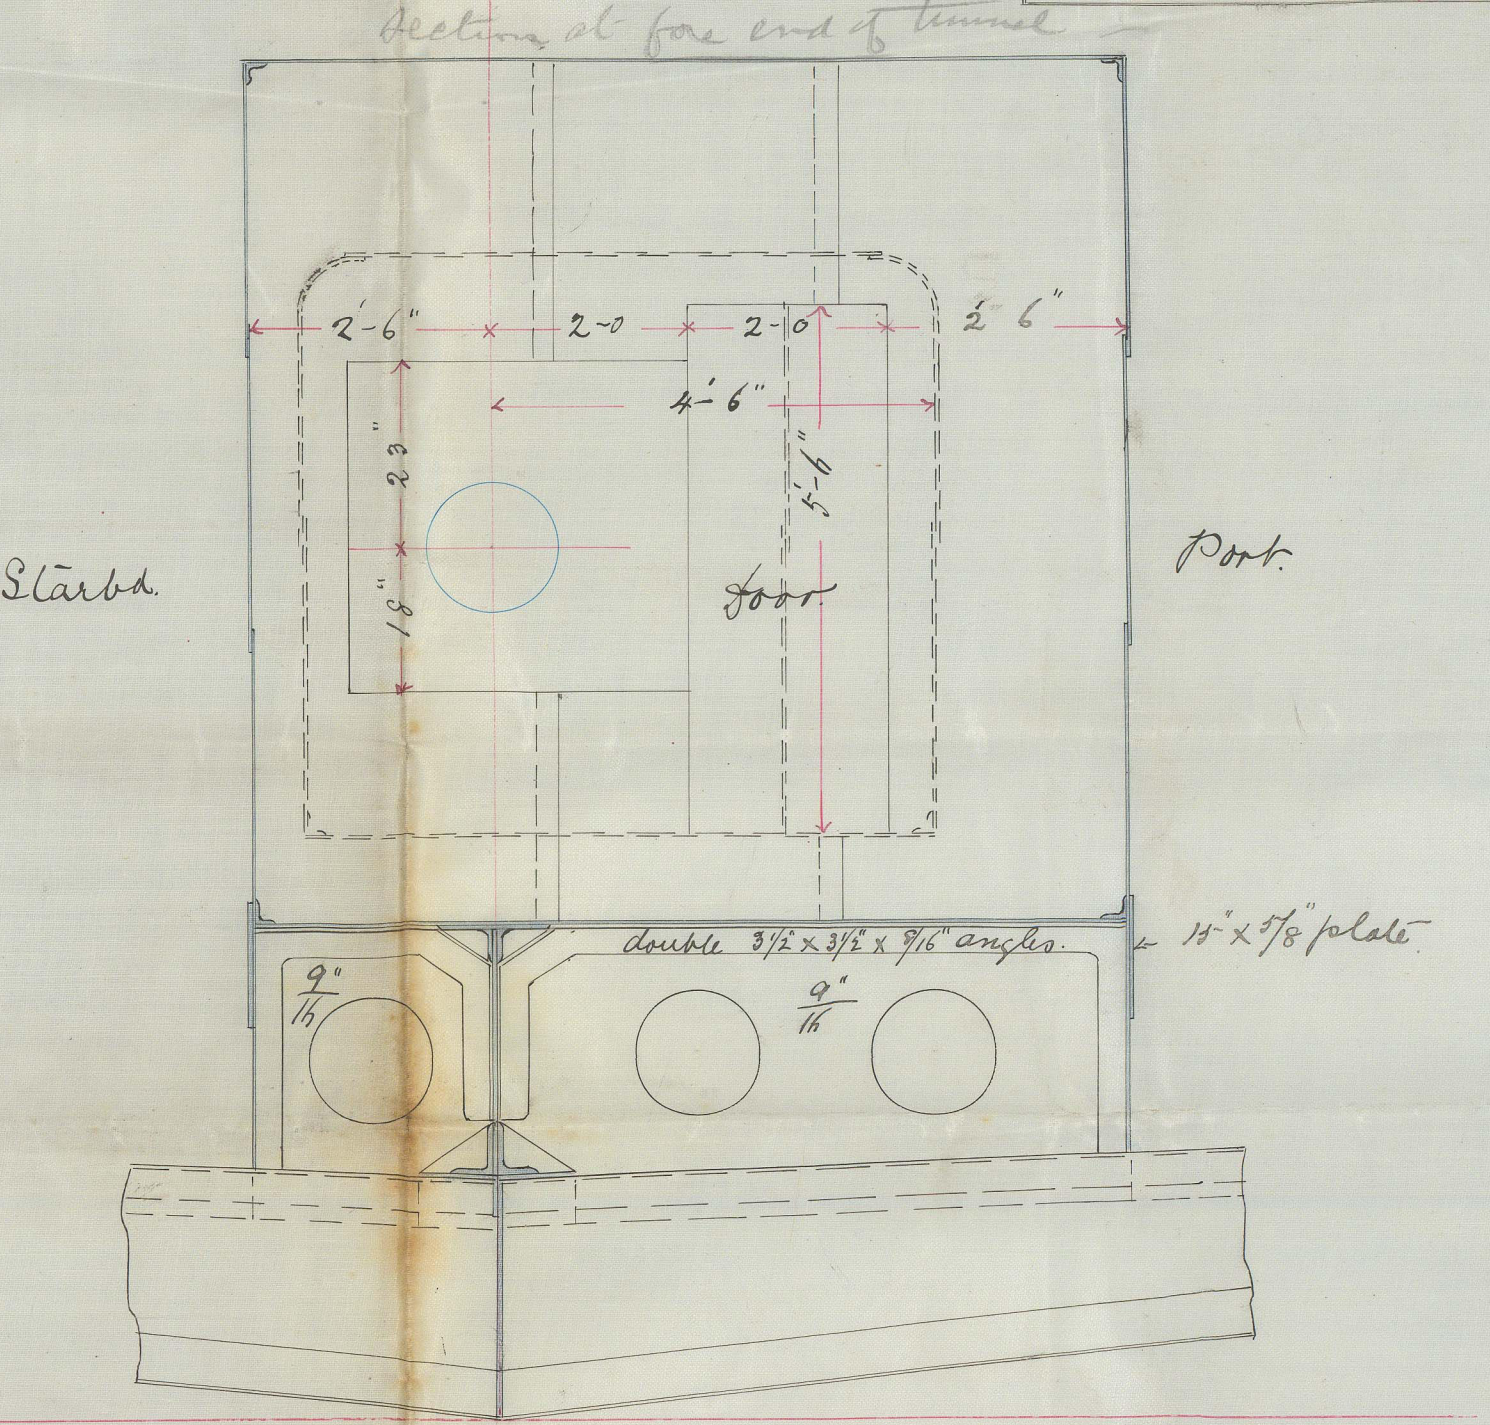 Section at fore end of tunnel
2'-6" 2-0 2-0 2' 6"
4'-6"
23"
5'-6"
18"
Starbd.
Door.
Port.
double 3½" x 3½" x 9/16" angles.
15" x 5/8" plate
9"/16
9"/16